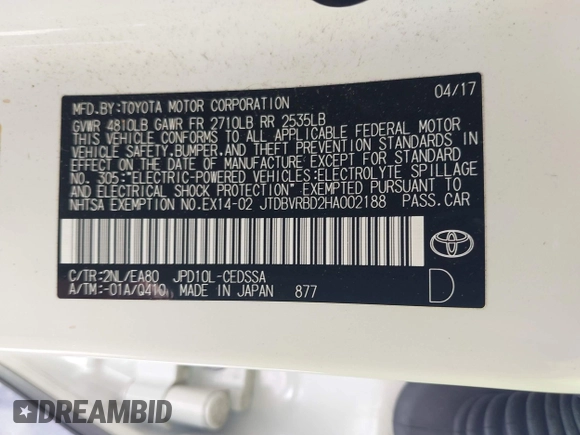 04/17
MFD.BY:TOYOTA MOTOR CORPORATION
GVWR 4810LB GAWR FR 2710LB RR 2535LB
THIS VEHICLE CONFORMS TO ALL APPLICABLE FEDERAL MOTOR
VEHICLE SAFETY,BUMPER,AND THEFT PREVENTION STANDARDS IN
EFFECT ON THE DATE OF MANUFACTURE EXCEPT FOR STANDARD
NO. 305:"ELECTRIC-POWERED VEHICLES:ELECTROLYTE SPILLAGE
AND ELECTRICAL SHOCK PROTECTION" EXEMPTED PURSUANT TO
NHTSA EXEMPTION NO.EX14-02 JTDBVRBD2HA002188 PASS.CAR
C/TR:2NL/EA80 JPD10L-CEDSSA
A/TM:-01A/Q410 MADE IN JAPAN 877
D
DREAMBID